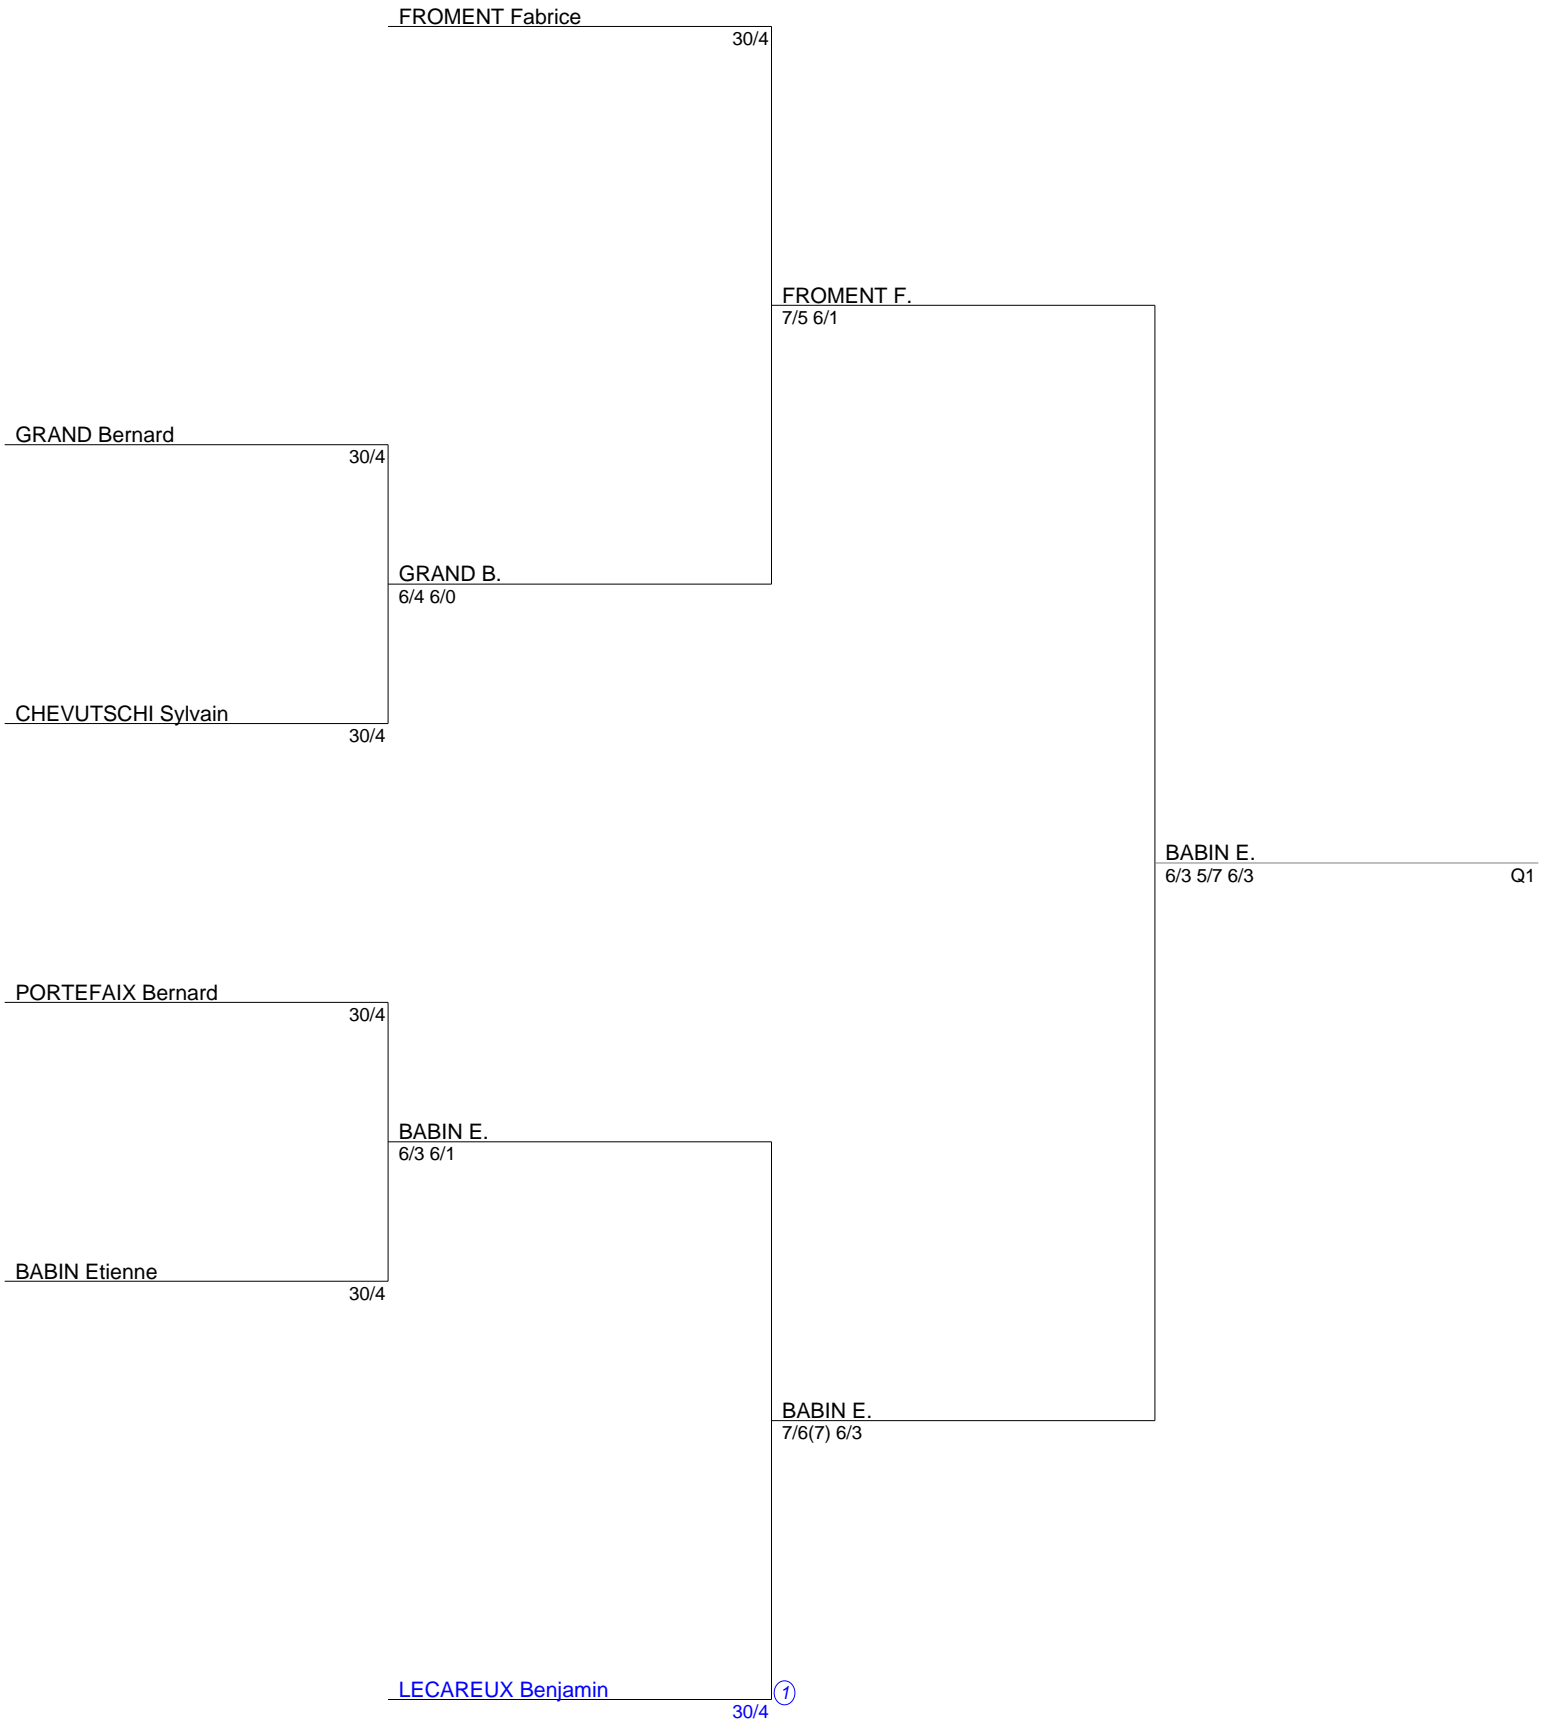 FROMENT Fabrice
30/4
FROMENT F.
7/5 6/1
GRAND Bernard
30/4
GRAND B.
6/4 6/0
CHEVUTSCHI Sylvain
30/4
BABIN E.
6/3 5/7 6/3 Q1
PORTEFAIX Bernard
30/4
BABIN E.
6/3 6/1
BABIN Etienne
30/4
BABIN E.
7/6(7) 6/3
LECAREUX Benjamin 1
30/4